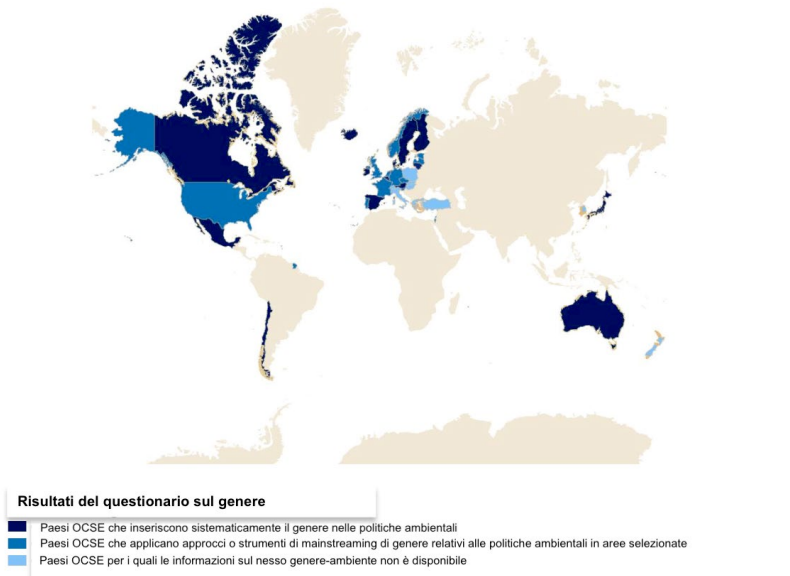 Risultati del questionario sul genere
Paesi OCSE che inseriscono sistematicamente il genere nelle politiche ambientali
Paesi OCSE che applicano approcci o strumenti di mainstreaming di genere relativi alle politiche ambientali in aree selezionate
Paesi OCSE per i quali le informazioni sul nesso genere-ambiente non è disponibile